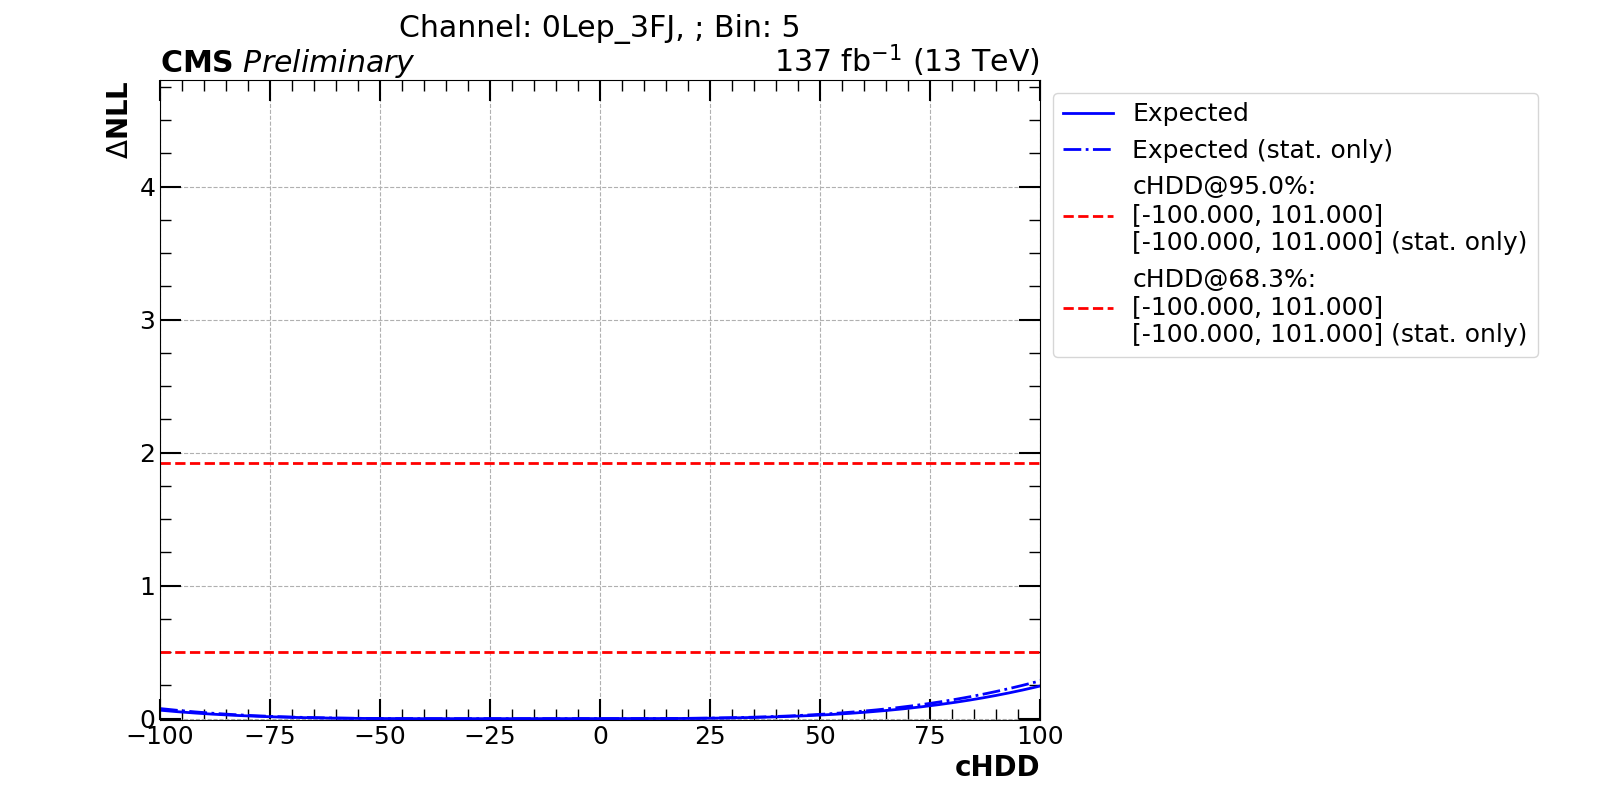 Channel: 0Lep_3FJ, ; Bin: 5
CMS Preliminary
137 fb⁻¹ (13 TeV)
ΔNLL
4
3
2
1
0
−100 −75 −50 −25 0 25 50 75 100
cHDD
Expected
Expected (stat. only)
cHDD@95.0%:
[-100.000, 101.000]
[-100.000, 101.000] (stat. only)
cHDD@68.3%:
[-100.000, 101.000]
[-100.000, 101.000] (stat. only)